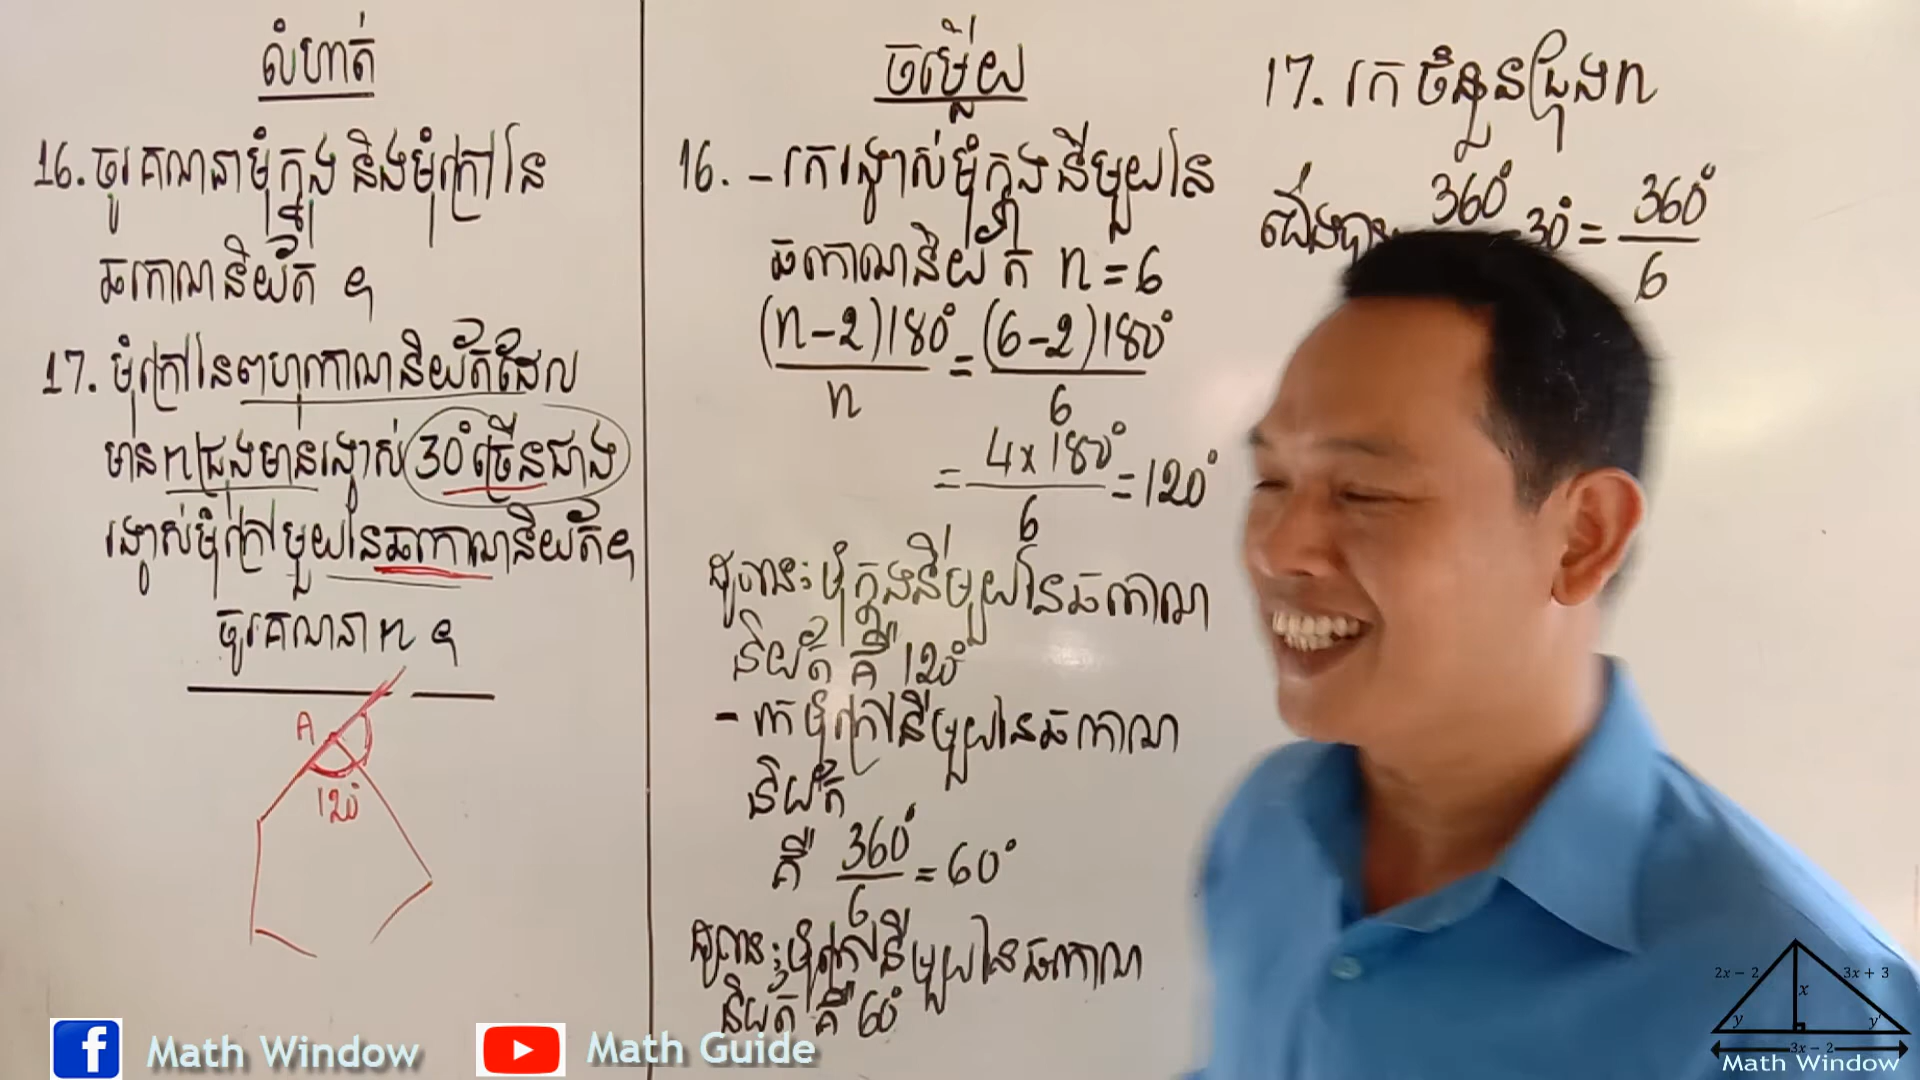 លំហាត់
16. ចូរគណនាមុំក្នុង និងមុំក្រៅនៃ
ឆកោណនិយ័ត ។
17. មុំក្រៅនៃពហុកោណនិយ័តដែល
មាន n ជ្រុងមានរង្វាស់ 30° ច្រើនជាង
រង្វាស់មុំក្រៅមួយនៃឆកោណនិយ័ត ។
ចូរគណនា n ។
A
120°
ចម្លើយ
16. - រករង្វាស់មុំក្នុងនីមួយនៃ
ឆកោណនិយ័ត n = 6
(n-2)180° / n = (6-2)180° / 6
= 4 x 180° / 6 = 120°
ដូចនេះ: មុំក្នុងនីមួយនៃឆកោណ
និយ័ត គឺ 120°
- រកមុំក្រៅនីមួយនៃឆកោណ
និយ័ត
គឺ 360° / 6 = 60°
ដូចនេះ: មុំក្រៅនីមួយនៃឆកោណ
និយ័ត គឺ 60°
17. រកចំនួនជ្រុង n
យើងបាន 360° 30° = 360° / 6
Math Window
Math Guide
2x − 2
3x + 3
x
y
y'
3x − 2
Math Window